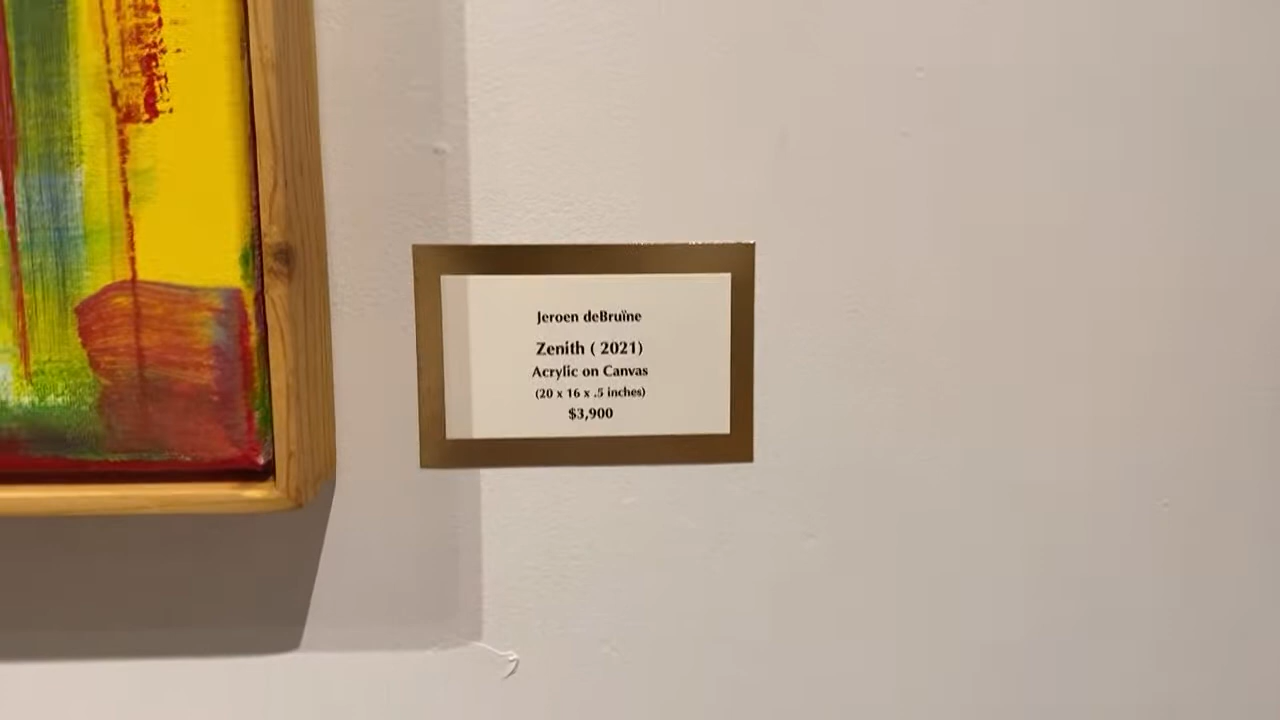 Jeroen deBruïne
Zenith ( 2021)
Acrylic on Canvas
(20 x 16 x .5 inches)
$3,900